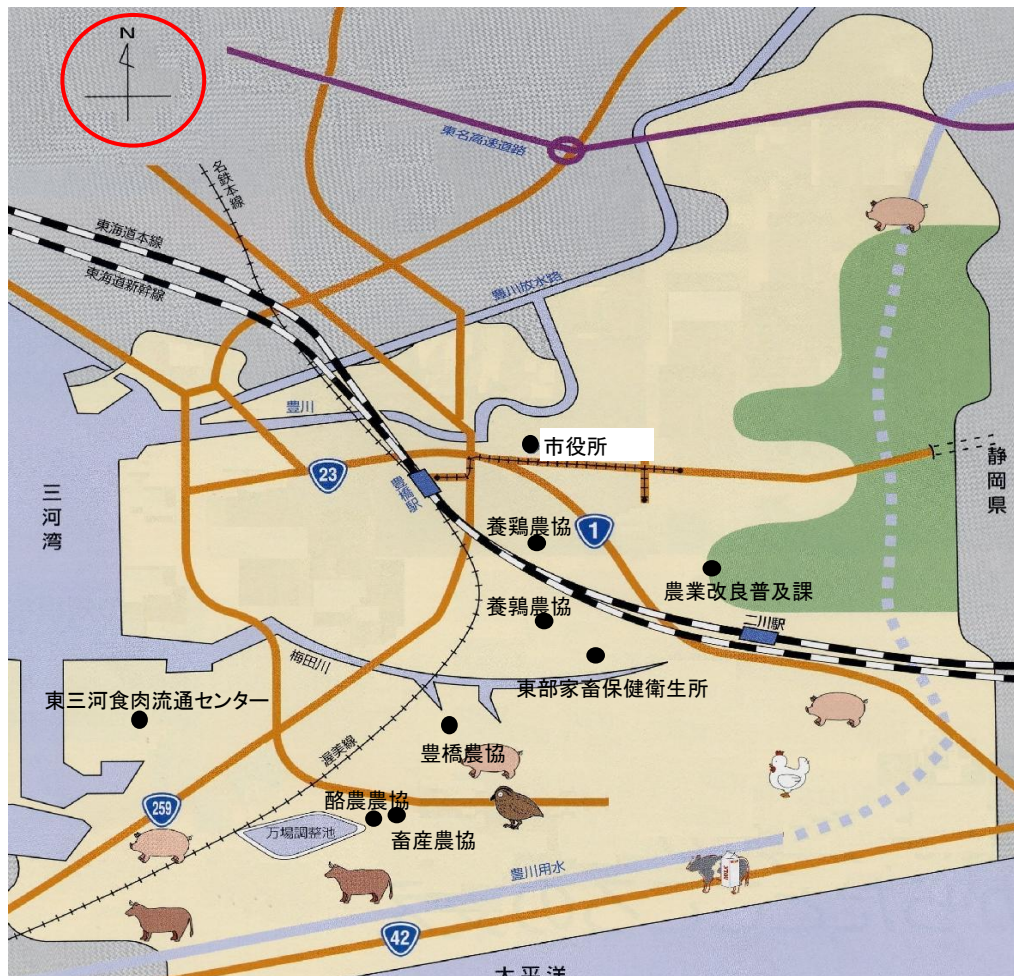 N
東名高速道路
名鉄本線
東海道本線
東海道新幹線
豊川放水路
豊川
市役所
23
豊橋駅
静岡県
三河湾
養鶏農協
1
農業改良普及課
養鶉農協
二川駅
梅田川
東部家畜保健衛生所
東三河食肉流通センター
豊橋農協
渥美線
259
酪農農協
万場調整池
畜産農協
豊川用水
MILK
42
太平洋